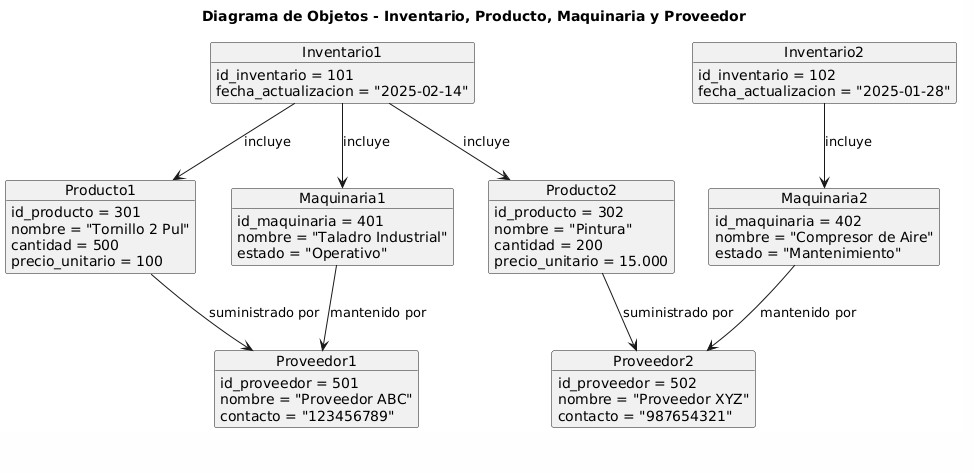 Diagrama de Objetos - Inventario, Producto, Maquinaria y Proveedor
Inventario1
id_inventario = 101
fecha_actualizacion = "2025-02-14"
Inventario2
id_inventario = 102
fecha_actualizacion = "2025-01-28"
incluye
incluye
incluye
incluye
Producto1
id_producto = 301
nombre = "Tornillo 2 Pul"
cantidad = 500
precio_unitario = 100
Maquinaria1
id_maquinaria = 401
nombre = "Taladro Industrial"
estado = "Operativo"
Producto2
id_producto = 302
nombre = "Pintura"
cantidad = 200
precio_unitario = 15.000
Maquinaria2
id_maquinaria = 402
nombre = "Compresor de Aire"
estado = "Mantenimiento"
suministrado por
mantenido por
suministrado por
mantenido por
Proveedor1
id_proveedor = 501
nombre = "Proveedor ABC"
contacto = "123456789"
Proveedor2
id_proveedor = 502
nombre = "Proveedor XYZ"
contacto = "987654321"